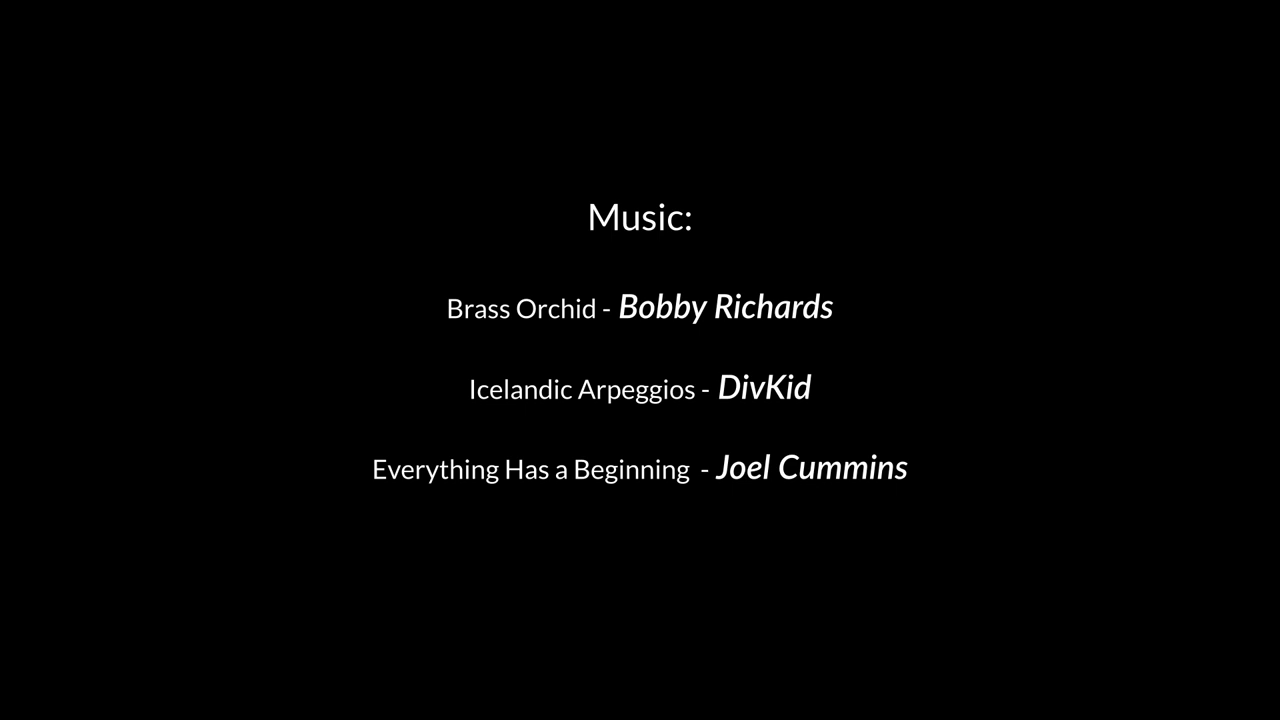 Music:
Brass Orchid - Bobby Richards
Icelandic Arpeggios - DivKid
Everything Has a Beginning - Joel Cummins